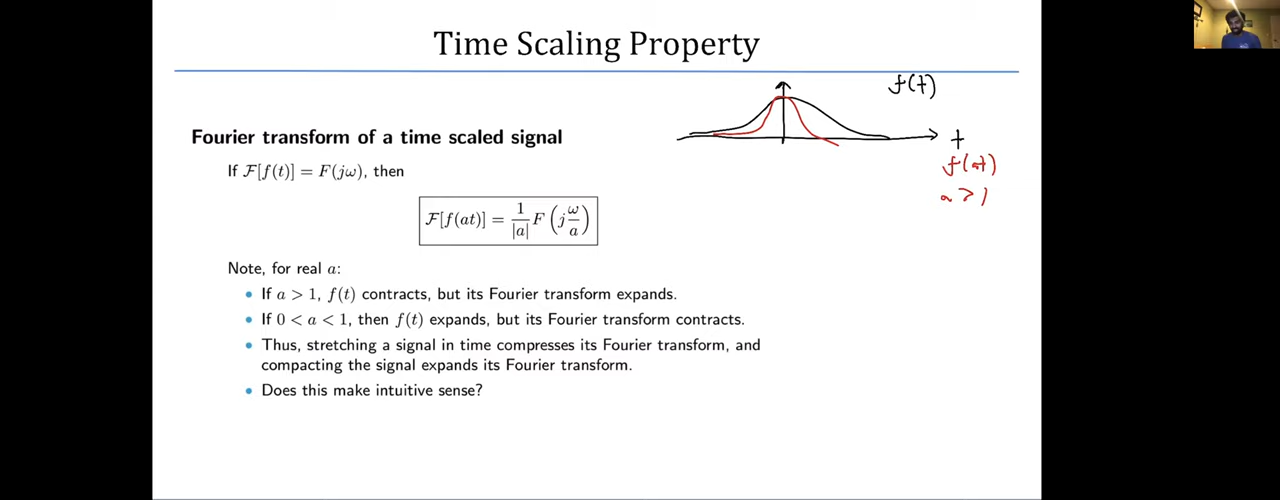 Time Scaling Property
f(t)
t
f(at)
a > 1
Fourier transform of a time scaled signal
If ℱ[f(t)] = F(jω), then
ℱ[f(at)] = 1/|a| F (j ω/a)
Note, for real a:
• If a > 1, f(t) contracts, but its Fourier transform expands.
• If 0 < a < 1, then f(t) expands, but its Fourier transform contracts.
• Thus, stretching a signal in time compresses its Fourier transform, and
compacting the signal expands its Fourier transform.
• Does this make intuitive sense?